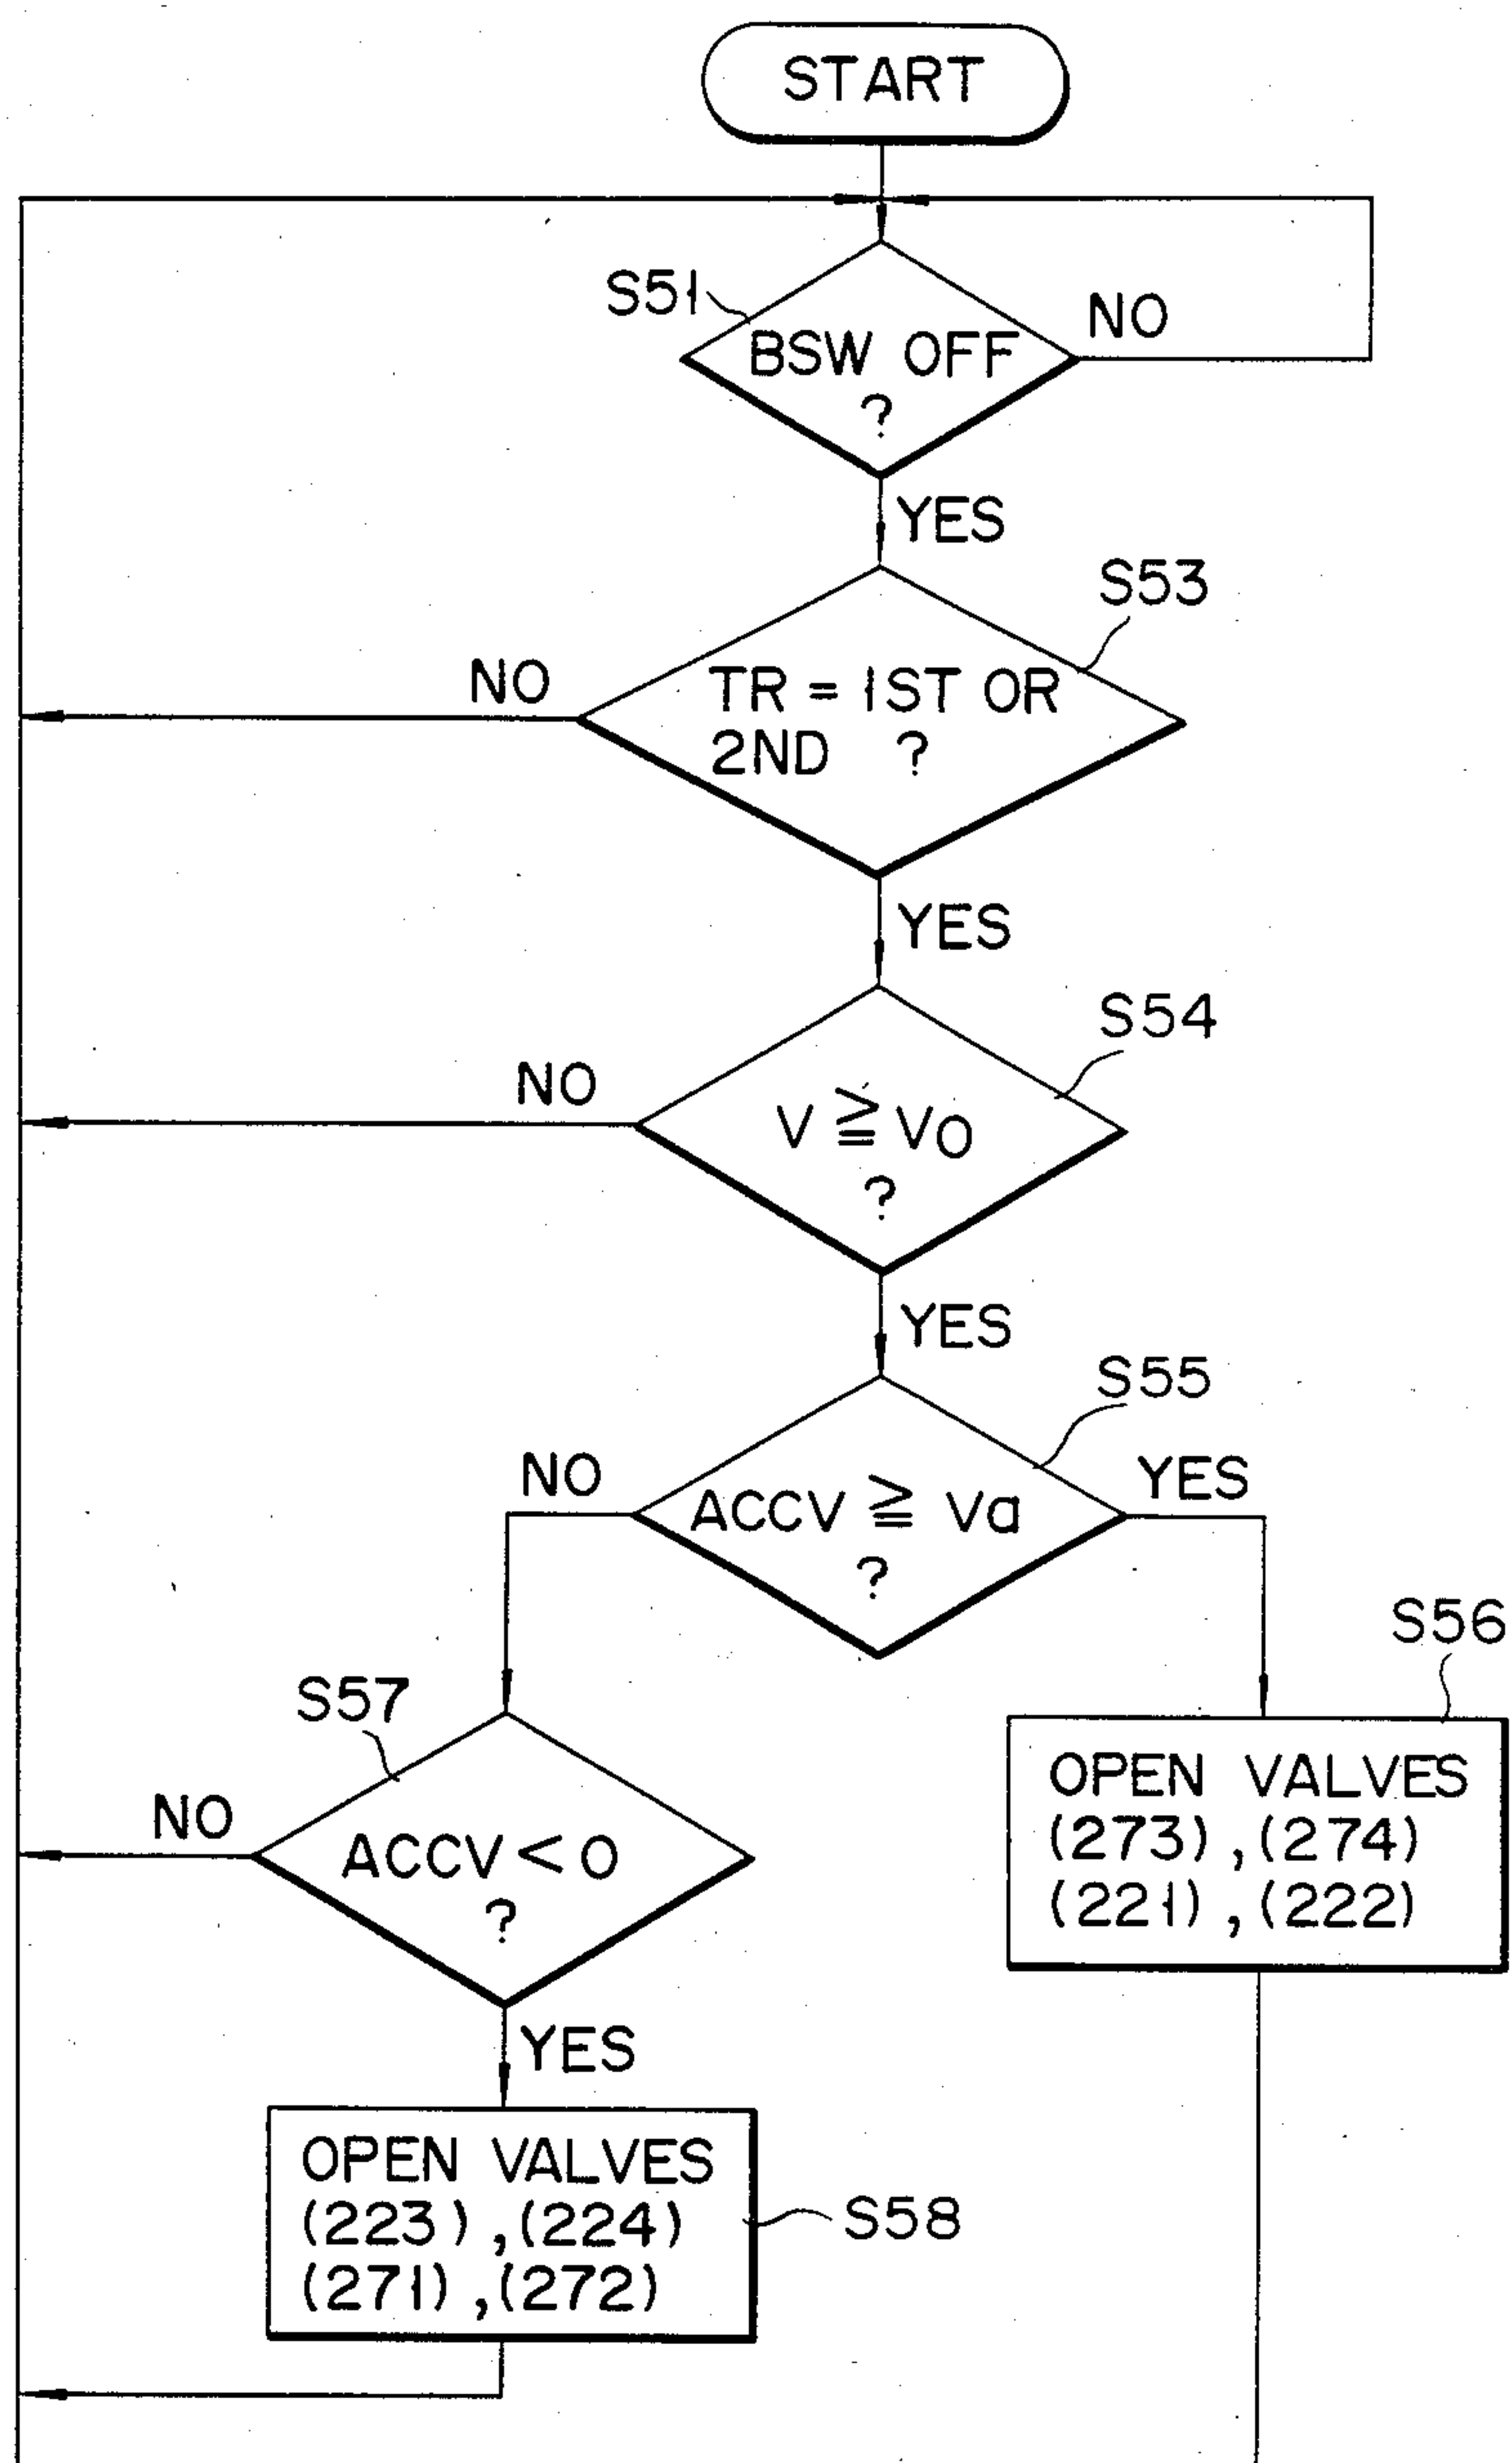 START
S51
BSW OFF
?
NO
YES
S53
NO
TR = 1ST OR
2ND ?
YES
S54
NO
V ≧ VO
?
YES
S55
NO
ACCV ≧ Va
?
YES
S56
S57
OPEN VALVES
(273),(274)
(221),(222)
NO
ACCV < 0
?
YES
OPEN VALVES
(223),(224)
(271),(272)
S58